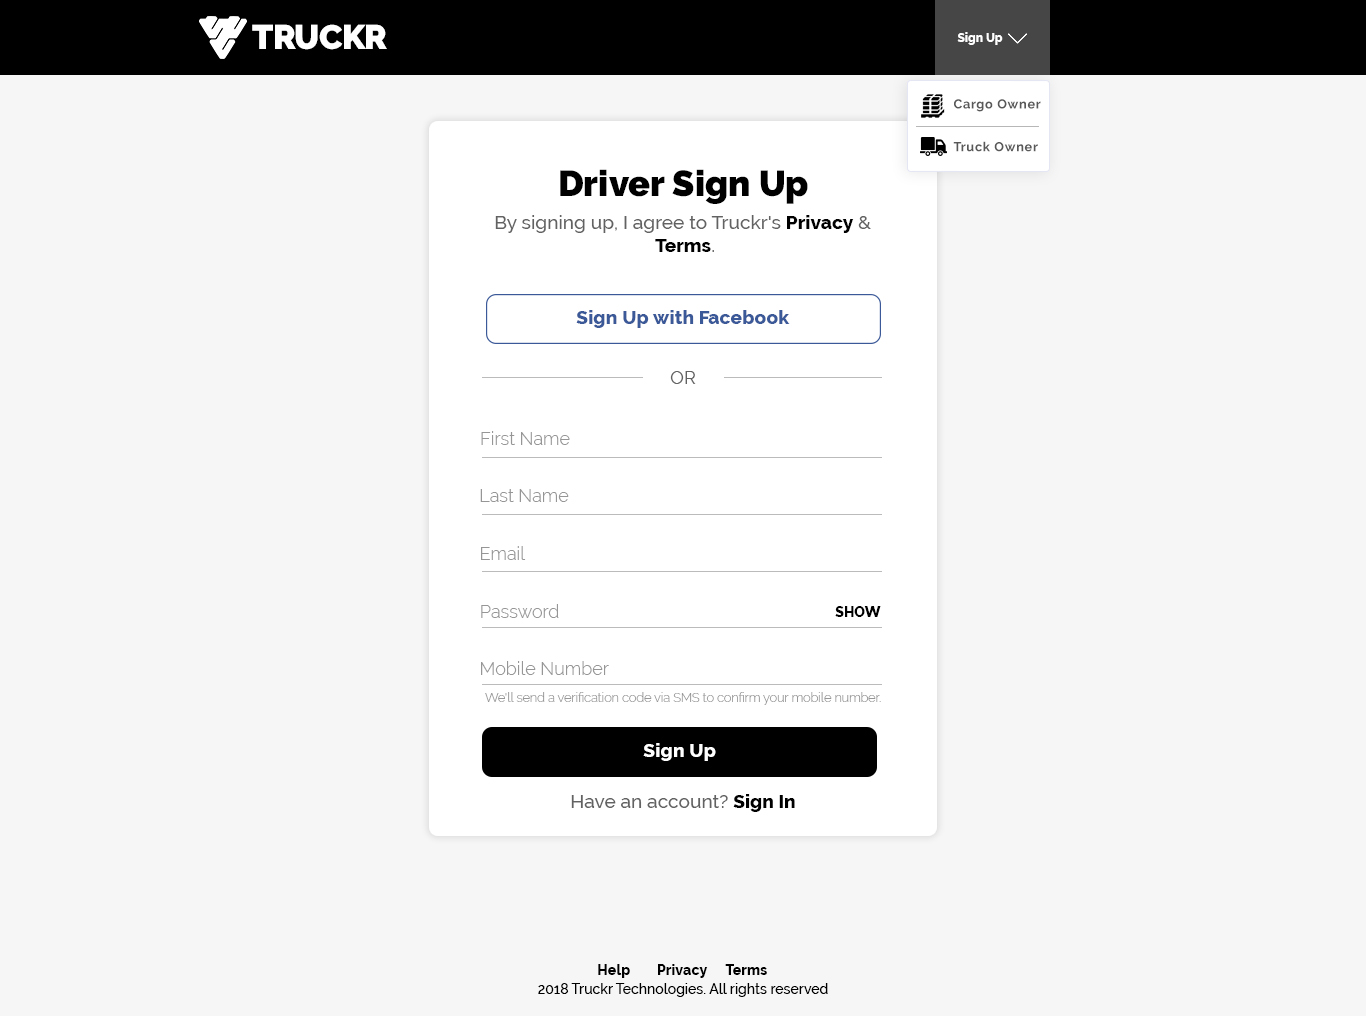 TRUCKR
Sign Up
Cargo Owner
Truck Owner
Driver Sign Up
By signing up, I agree to Truckr's Privacy &
Terms.
Sign Up with Facebook
OR
First Name
Last Name
Email
Password SHOW
Mobile Number
We'll send a verification code via SMS to confirm your mobile number.
Sign Up
Have an account? Sign In
Help Privacy Terms
2018 Truckr Technologies. All rights reserved